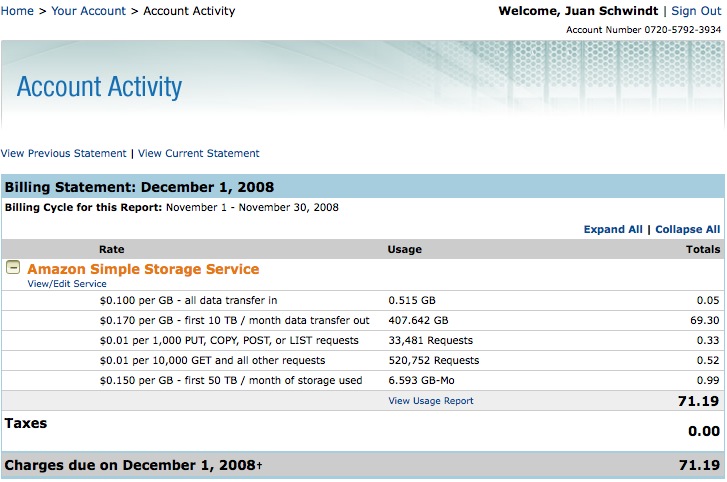 Home > Your Account > Account Activity
Welcome, Juan Schwindt | Sign Out
Account Number 0720-5792-3934
Account Activity
View Previous Statement | View Current Statement
Billing Statement: December 1, 2008
Billing Cycle for this Report: November 1 - November 30, 2008
Expand All | Collapse All
Rate Usage Totals
Amazon Simple Storage Service
View/Edit Service
$0.100 per GB - all data transfer in 0.515 GB 0.05
$0.170 per GB - first 10 TB / month data transfer out 407.642 GB 69.30
$0.01 per 1,000 PUT, COPY, POST, or LIST requests 33,481 Requests 0.33
$0.01 per 10,000 GET and all other requests 520,752 Requests 0.52
$0.150 per GB - first 50 TB / month of storage used 6.593 GB-Mo 0.99
View Usage Report 71.19
Taxes
0.00
Charges due on December 1, 2008† 71.19